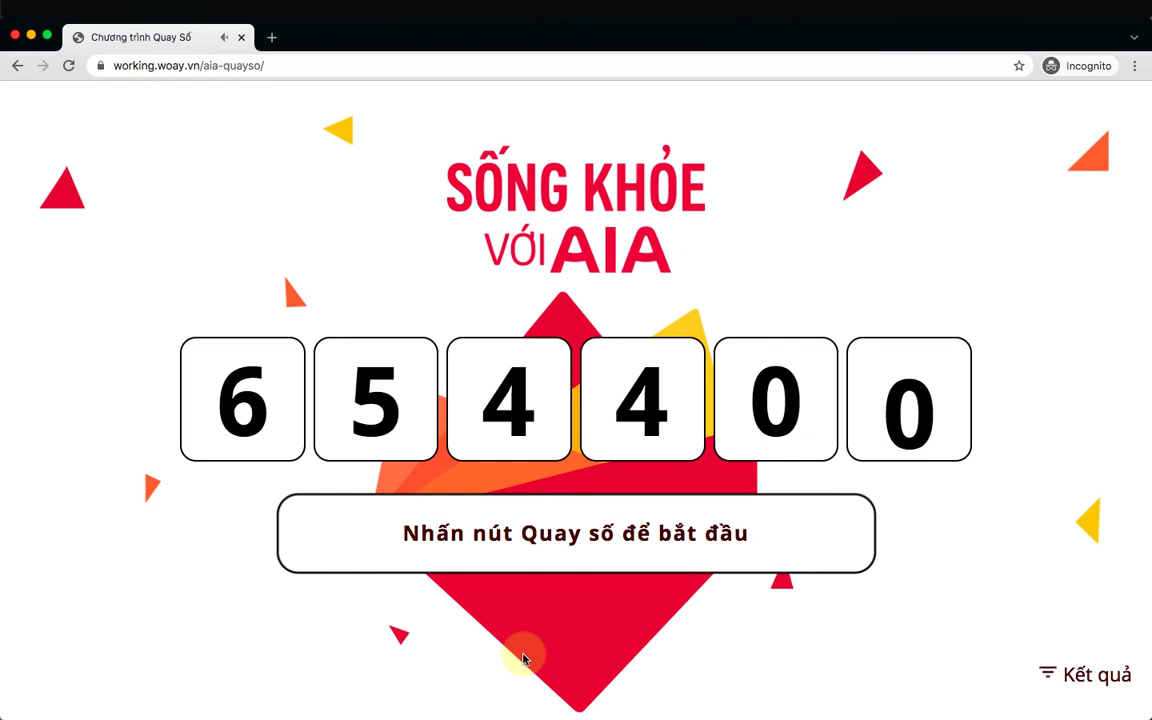 Chương trình Quay Số
working.woay.vn/aia-quayso/
Incognito
SỐNG KHỎE
VỚI AIA
6 5 4 4 0 0
Nhấn nút Quay số để bắt đầu
Kết quả